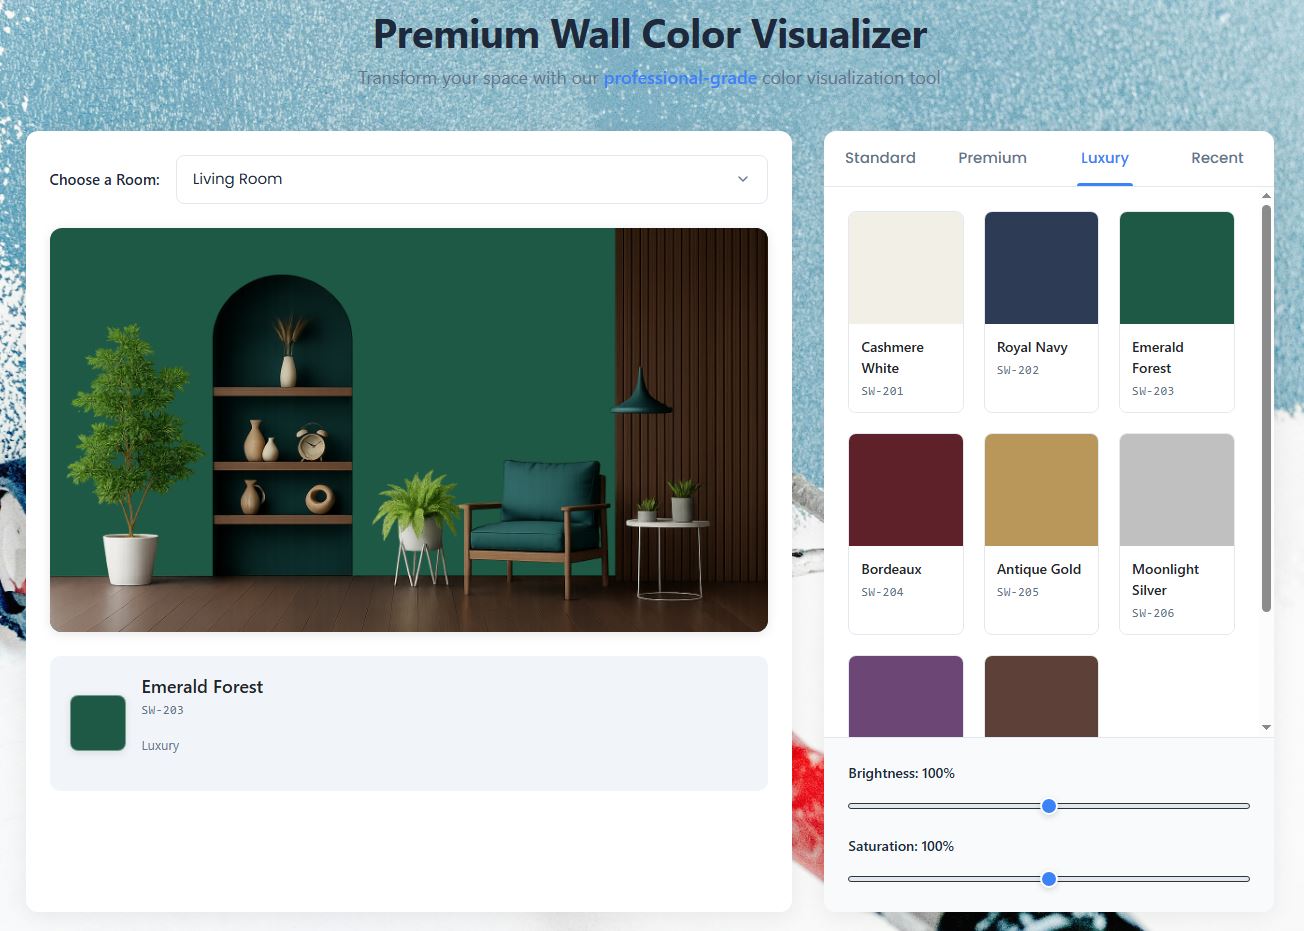 Premium Wall Color Visualizer
Transform your space with our professional-grade color visualization tool
Choose a Room:
Living Room
Emerald Forest
SW-203
Luxury
Standard
Premium
Luxury
Recent
Cashmere
White
SW-201
Royal Navy
SW-202
Emerald
Forest
SW-203
Bordeaux
SW-204
Antique Gold
SW-205
Moonlight
Silver
SW-206
Brightness: 100%
Saturation: 100%